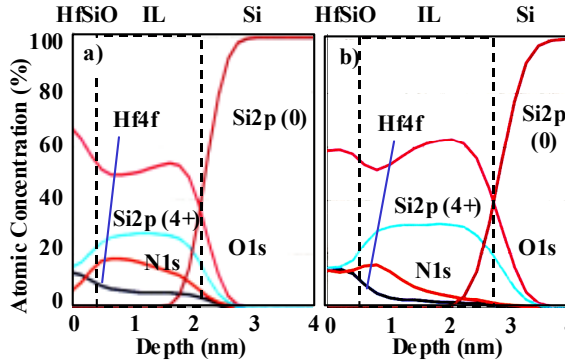 HfSiO IL Si HfSiO IL Si
Atomic Concentration (%)
100
80
60
40
20
0
a)
Hf4f
Si2p (0)
Si2p (4+)
N1s
O1s
0 1 2 3 4
Depth (nm)
b)
Hf4f
Si2p
(0)
Si2p (4+)
N1s
O1s
0 1 2 3 4
Depth (nm)